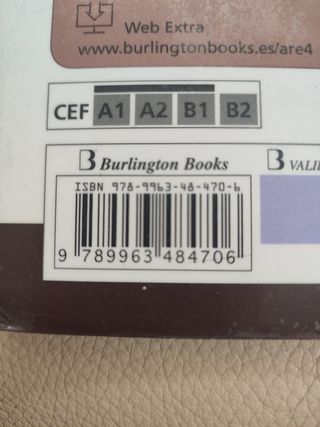 Web Extra
www.burlingtonbooks.es/are4
CEF A1 A2 B1 B2
B Burlington Books
B VALI
ISBN 978-9963-48-470-6
9 789963 484706